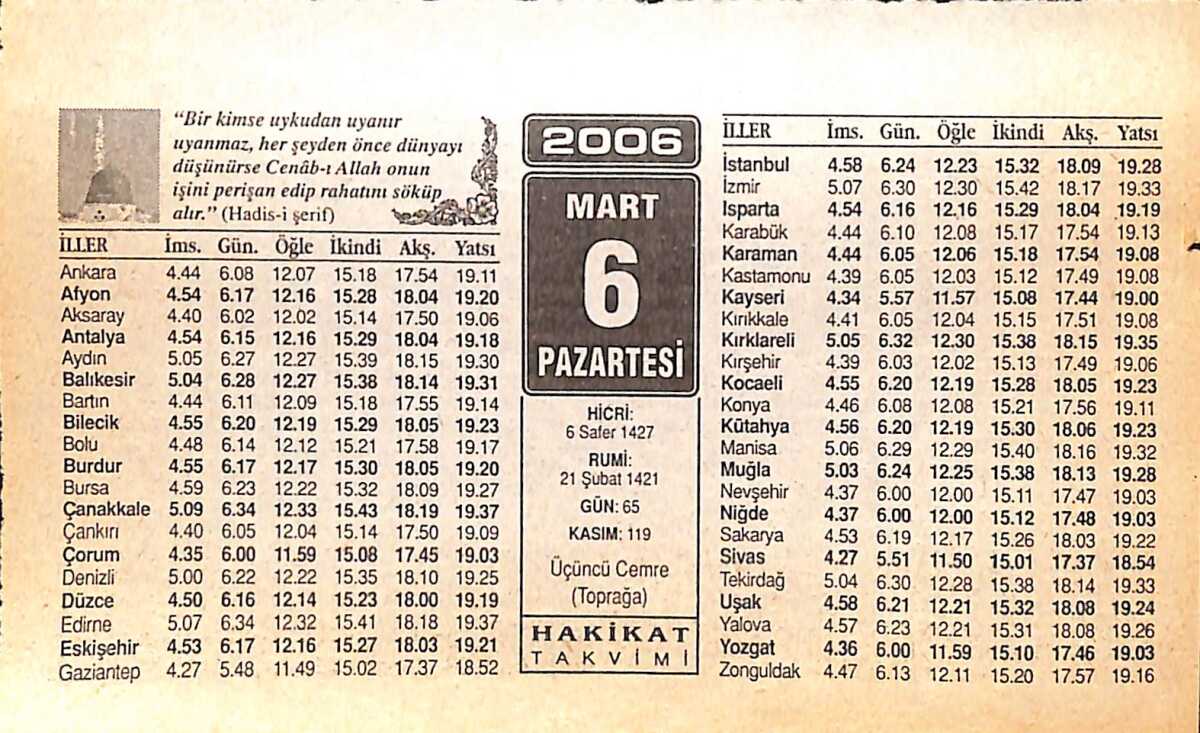 "Bir kimse uykudan uyanır
uyanmaz, her şeyden önce dünyayı
düşünürse Cenâb-ı Allah onun
işini perişan edip rahatını söküp
alır." (Hadis-i şerif)
İLLER İms. Gün. Öğle İkindi Akş. Yatsı
Ankara 4.44 6.08 12.07 15.18 17.54 19.11
Afyon 4.54 6.17 12.16 15.28 18.04 19.20
Aksaray 4.40 6.02 12.02 15.14 17.50 19.06
Antalya 4.54 6.15 12.16 15.29 18.04 19.18
Aydın 5.05 6.27 12.27 15.39 18.15 19.30
Balıkesir 5.04 6.28 12.27 15.38 18.14 19.31
Bartın 4.44 6.11 12.09 15.18 17.55 19.14
Bilecik 4.55 6.20 12.19 15.29 18.05 19.23
Bolu 4.48 6.14 12.12 15.21 17.58 19.17
Burdur 4.55 6.17 12.17 15.30 18.05 19.20
Bursa 4.59 6.23 12.22 15.32 18.09 19.27
Çanakkale 5.09 6.34 12.33 15.43 18.19 19.37
Çankırı 4.40 6.05 12.04 15.14 17.50 19.09
Çorum 4.35 6.00 11.59 15.08 17.45 19.03
Denizli 5.00 6.22 12.22 15.35 18.10 19.25
Düzce 4.50 6.16 12.14 15.23 18.00 19.19
Edirne 5.07 6.34 12.32 15.41 18.18 19.37
Eskişehir 4.53 6.17 12.16 15.27 18.03 19.21
Gaziantep 4.27 5.48 11.49 15.02 17.37 18.52
2006
MART
6
PAZARTESİ
HİCRİ:
6 Safer 1427
RUMİ:
21 Şubat 1421
GÜN: 65
KASIM: 119
Üçüncü Cemre
(Toprağa)
HAKİKAT
TAKVİMİ
İLLER İms. Gün. Öğle İkindi Akş. Yatsı
İstanbul 4.58 6.24 12.23 15.32 18.09 19.28
İzmir 5.07 6.30 12.30 15.42 18.17 19.33
Isparta 4.54 6.16 12.16 15.29 18.04 19.19
Karabük 4.44 6.10 12.08 15.17 17.54 19.13
Karaman 4.44 6.05 12.06 15.18 17.54 19.08
Kastamonu 4.39 6.05 12.03 15.12 17.49 19.08
Kayseri 4.34 5.57 11.57 15.08 17.44 19.00
Kırıkkale 4.41 6.05 12.04 15.15 17.51 19.08
Kırklareli 5.05 6.32 12.30 15.38 18.15 19.35
Kırşehir 4.39 6.03 12.02 15.13 17.49 19.06
Kocaeli 4.55 6.20 12.19 15.28 18.05 19.23
Konya 4.46 6.08 12.08 15.21 17.56 19.11
Kütahya 4.56 6.20 12.19 15.30 18.06 19.23
Manisa 5.06 6.29 12.29 15.40 18.16 19.32
Muğla 5.03 6.24 12.25 15.38 18.13 19.28
Nevşehir 4.37 6.00 12.00 15.11 17.47 19.03
Niğde 4.37 6.00 12.00 15.12 17.48 19.03
Sakarya 4.53 6.19 12.17 15.26 18.03 19.22
Sivas 4.27 5.51 11.50 15.01 17.37 18.54
Tekirdağ 5.04 6.30 12.28 15.38 18.14 19.33
Uşak 4.58 6.21 12.21 15.32 18.08 19.24
Yalova 4.57 6.23 12.21 15.31 18.08 19.26
Yozgat 4.36 6.00 11.59 15.10 17.46 19.03
Zonguldak 4.47 6.13 12.11 15.20 17.57 19.16